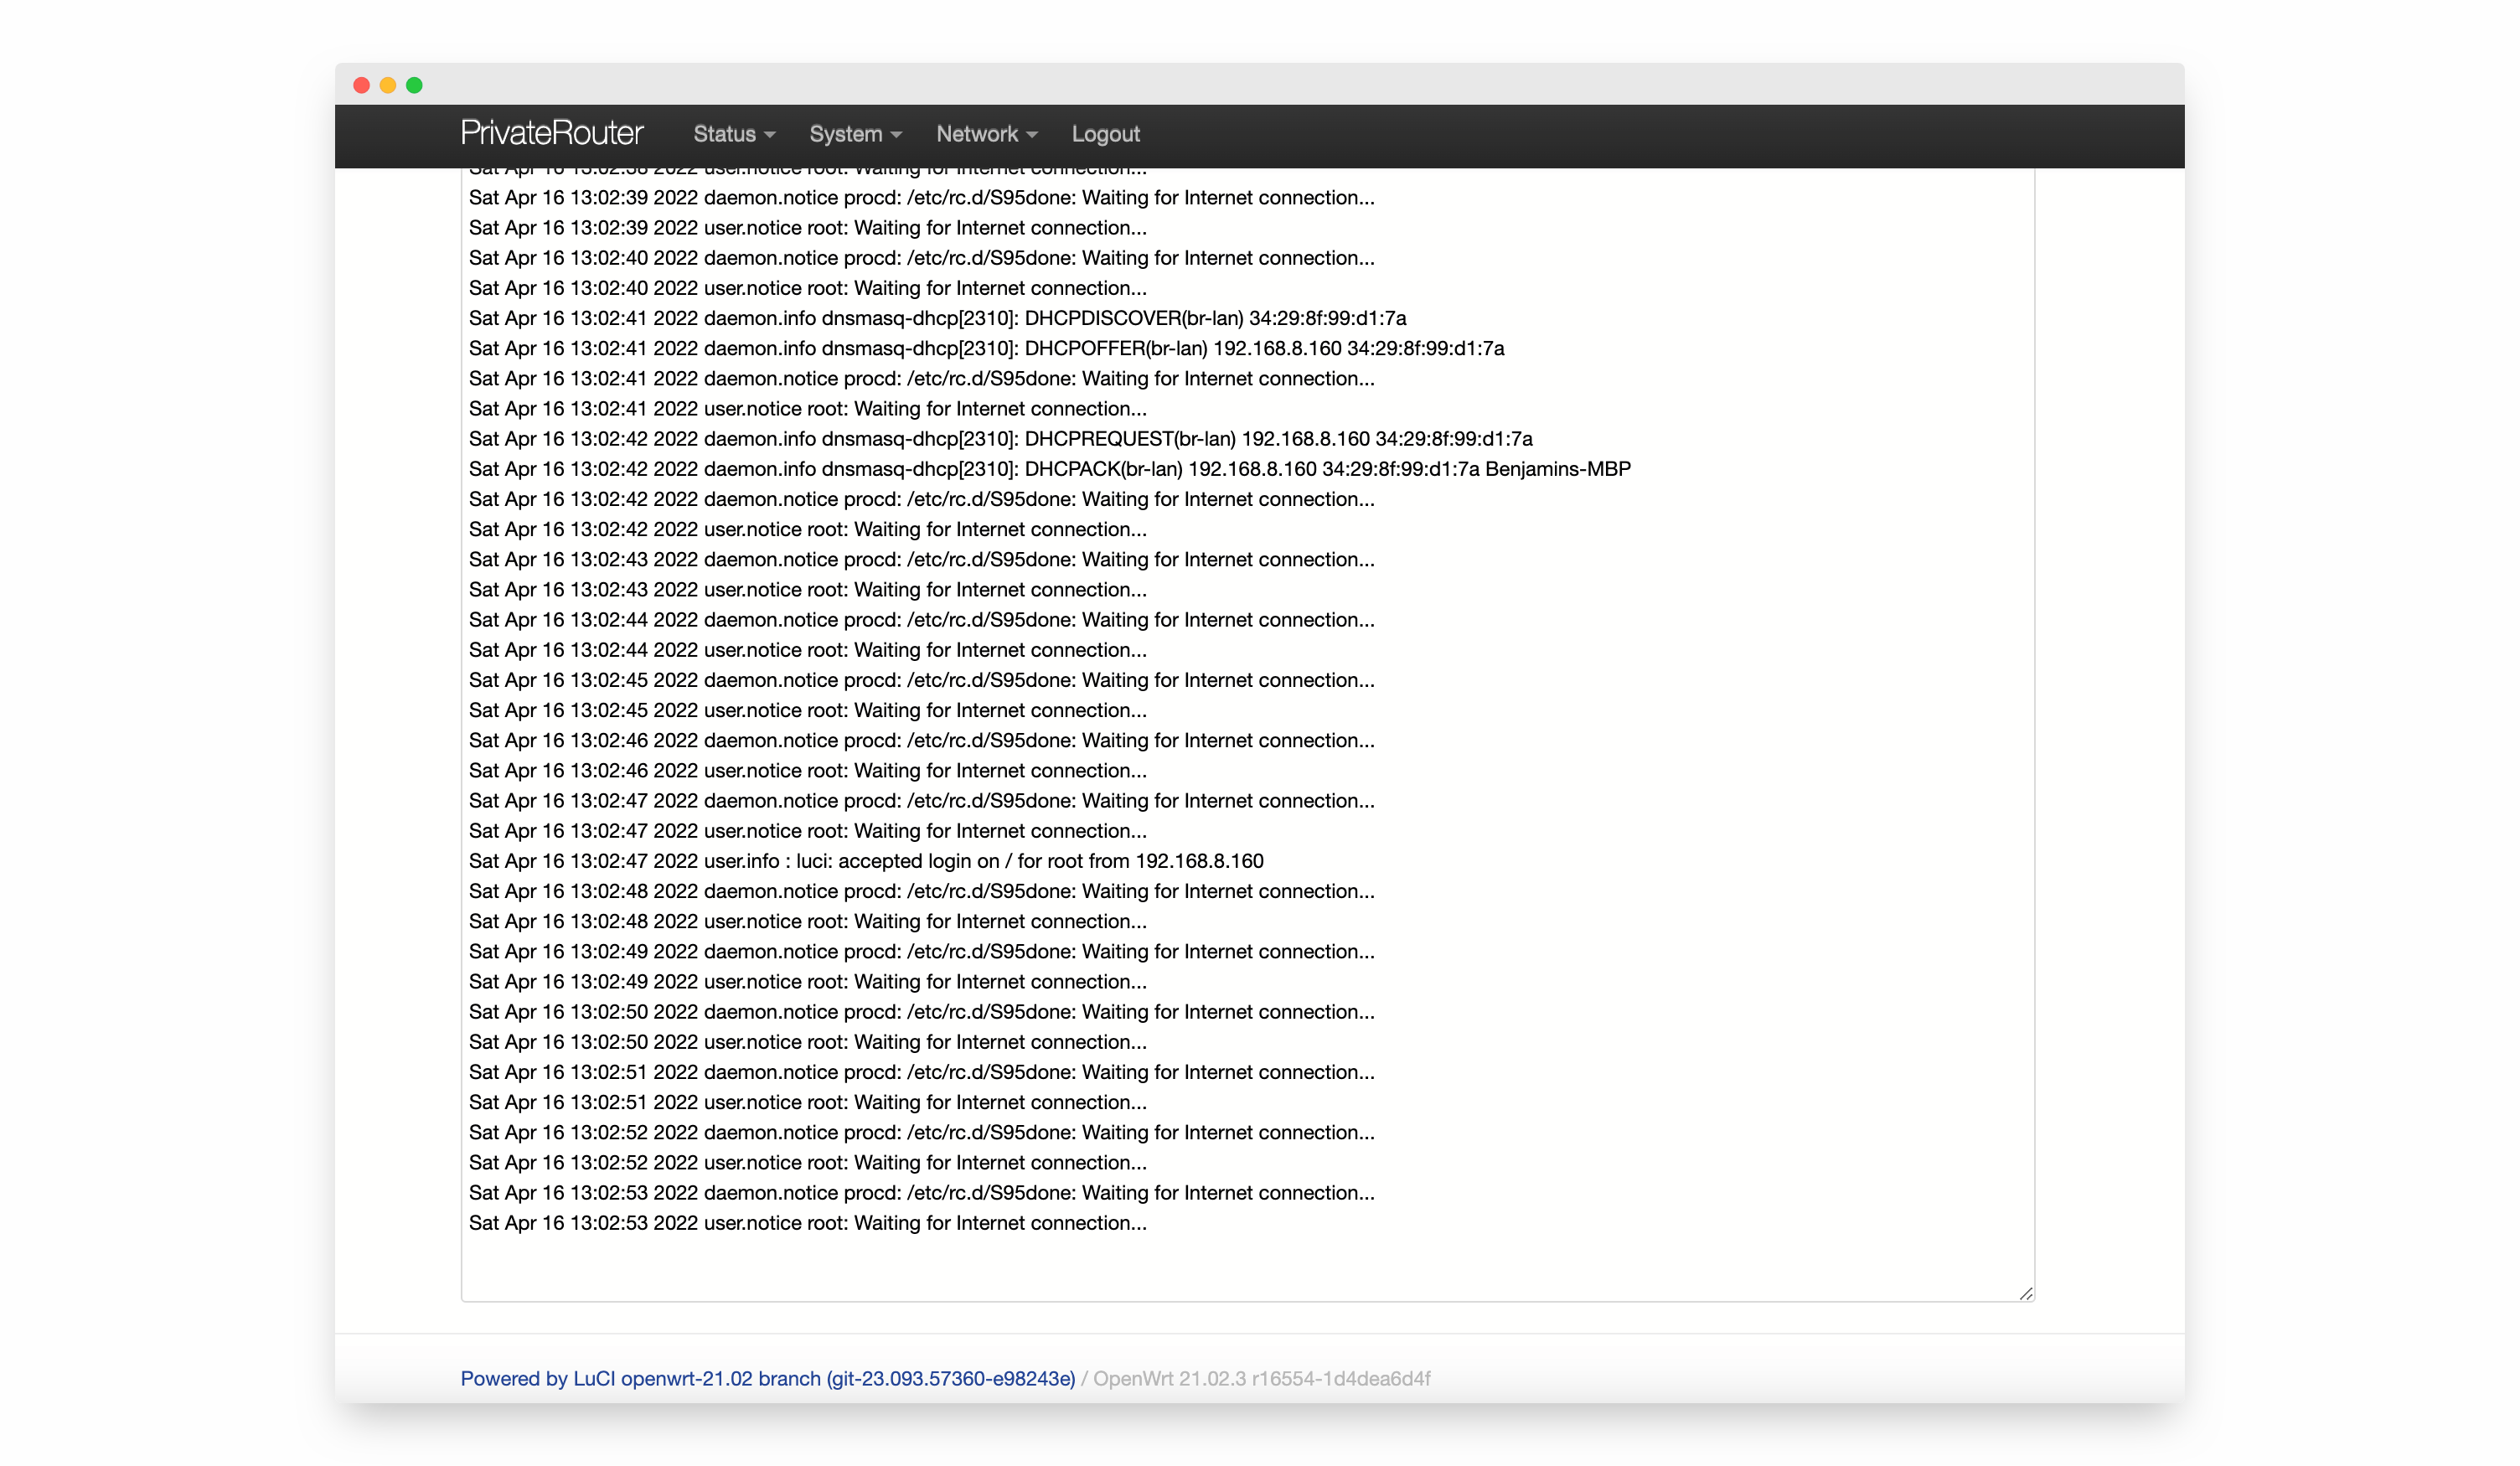 PrivateRouter Status System Network Logout
Sat Apr 16 13:02:38 2022 user.notice root: Waiting for Internet connection...
Sat Apr 16 13:02:39 2022 daemon.notice procd: /etc/rc.d/S95done: Waiting for Internet connection...
Sat Apr 16 13:02:39 2022 user.notice root: Waiting for Internet connection...
Sat Apr 16 13:02:40 2022 daemon.notice procd: /etc/rc.d/S95done: Waiting for Internet connection...
Sat Apr 16 13:02:40 2022 user.notice root: Waiting for Internet connection...
Sat Apr 16 13:02:41 2022 daemon.info dnsmasq-dhcp[2310]: DHCPDISCOVER(br-lan) 34:29:8f:99:d1:7a
Sat Apr 16 13:02:41 2022 daemon.info dnsmasq-dhcp[2310]: DHCPOFFER(br-lan) 192.168.8.160 34:29:8f:99:d1:7a
Sat Apr 16 13:02:41 2022 daemon.notice procd: /etc/rc.d/S95done: Waiting for Internet connection...
Sat Apr 16 13:02:41 2022 user.notice root: Waiting for Internet connection...
Sat Apr 16 13:02:42 2022 daemon.info dnsmasq-dhcp[2310]: DHCPREQUEST(br-lan) 192.168.8.160 34:29:8f:99:d1:7a
Sat Apr 16 13:02:42 2022 daemon.info dnsmasq-dhcp[2310]: DHCPACK(br-lan) 192.168.8.160 34:29:8f:99:d1:7a Benjamins-MBP
Sat Apr 16 13:02:42 2022 daemon.notice procd: /etc/rc.d/S95done: Waiting for Internet connection...
Sat Apr 16 13:02:42 2022 user.notice root: Waiting for Internet connection...
Sat Apr 16 13:02:43 2022 daemon.notice procd: /etc/rc.d/S95done: Waiting for Internet connection...
Sat Apr 16 13:02:43 2022 user.notice root: Waiting for Internet connection...
Sat Apr 16 13:02:44 2022 daemon.notice procd: /etc/rc.d/S95done: Waiting for Internet connection...
Sat Apr 16 13:02:44 2022 user.notice root: Waiting for Internet connection...
Sat Apr 16 13:02:45 2022 daemon.notice procd: /etc/rc.d/S95done: Waiting for Internet connection...
Sat Apr 16 13:02:45 2022 user.notice root: Waiting for Internet connection...
Sat Apr 16 13:02:46 2022 daemon.notice procd: /etc/rc.d/S95done: Waiting for Internet connection...
Sat Apr 16 13:02:46 2022 user.notice root: Waiting for Internet connection...
Sat Apr 16 13:02:47 2022 daemon.notice procd: /etc/rc.d/S95done: Waiting for Internet connection...
Sat Apr 16 13:02:47 2022 user.notice root: Waiting for Internet connection...
Sat Apr 16 13:02:47 2022 user.info : luci: accepted login on / for root from 192.168.8.160
Sat Apr 16 13:02:48 2022 daemon.notice procd: /etc/rc.d/S95done: Waiting for Internet connection...
Sat Apr 16 13:02:48 2022 user.notice root: Waiting for Internet connection...
Sat Apr 16 13:02:49 2022 daemon.notice procd: /etc/rc.d/S95done: Waiting for Internet connection...
Sat Apr 16 13:02:49 2022 user.notice root: Waiting for Internet connection...
Sat Apr 16 13:02:50 2022 daemon.notice procd: /etc/rc.d/S95done: Waiting for Internet connection...
Sat Apr 16 13:02:50 2022 user.notice root: Waiting for Internet connection...
Sat Apr 16 13:02:51 2022 daemon.notice procd: /etc/rc.d/S95done: Waiting for Internet connection...
Sat Apr 16 13:02:51 2022 user.notice root: Waiting for Internet connection...
Sat Apr 16 13:02:52 2022 daemon.notice procd: /etc/rc.d/S95done: Waiting for Internet connection...
Sat Apr 16 13:02:52 2022 user.notice root: Waiting for Internet connection...
Sat Apr 16 13:02:53 2022 daemon.notice procd: /etc/rc.d/S95done: Waiting for Internet connection...
Sat Apr 16 13:02:53 2022 user.notice root: Waiting for Internet connection...
Powered by LuCI openwrt-21.02 branch (git-23.093.57360-e98243e) / OpenWrt 21.02.3 r16554-1d4dea6d4f